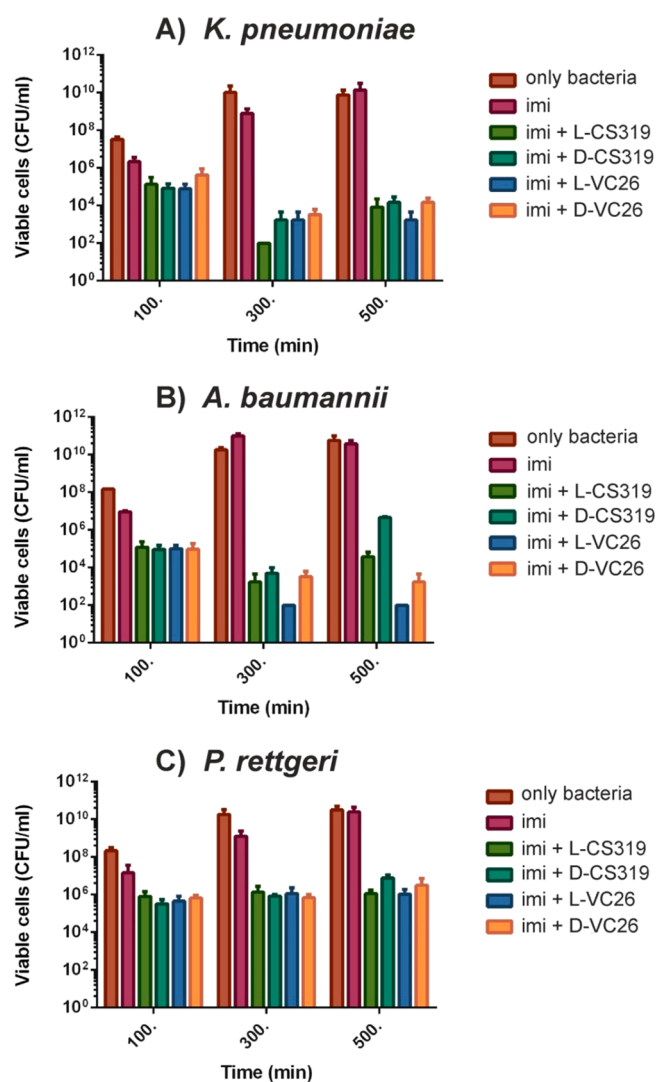 A) K. pneumoniae
Viable cells (CFU/ml)
10^12
10^10
10^8
10^6
10^4
10^2
10^0
100.
300.
500.
Time (min)
only bacteria
imi
imi + L-CS319
imi + D-CS319
imi + L-VC26
imi + D-VC26
B) A. baumannii
Viable cells (CFU/ml)
10^12
10^10
10^8
10^6
10^4
10^2
10^0
100.
300.
500.
Time (min)
only bacteria
imi
imi + L-CS319
imi + D-CS319
imi + L-VC26
imi + D-VC26
C) P. rettgeri
Viable cells (CFU/ml)
10^12
10^10
10^8
10^6
10^4
10^2
10^0
100.
300.
500.
Time (min)
only bacteria
imi
imi + L-CS319
imi + D-CS319
imi + L-VC26
imi + D-VC26